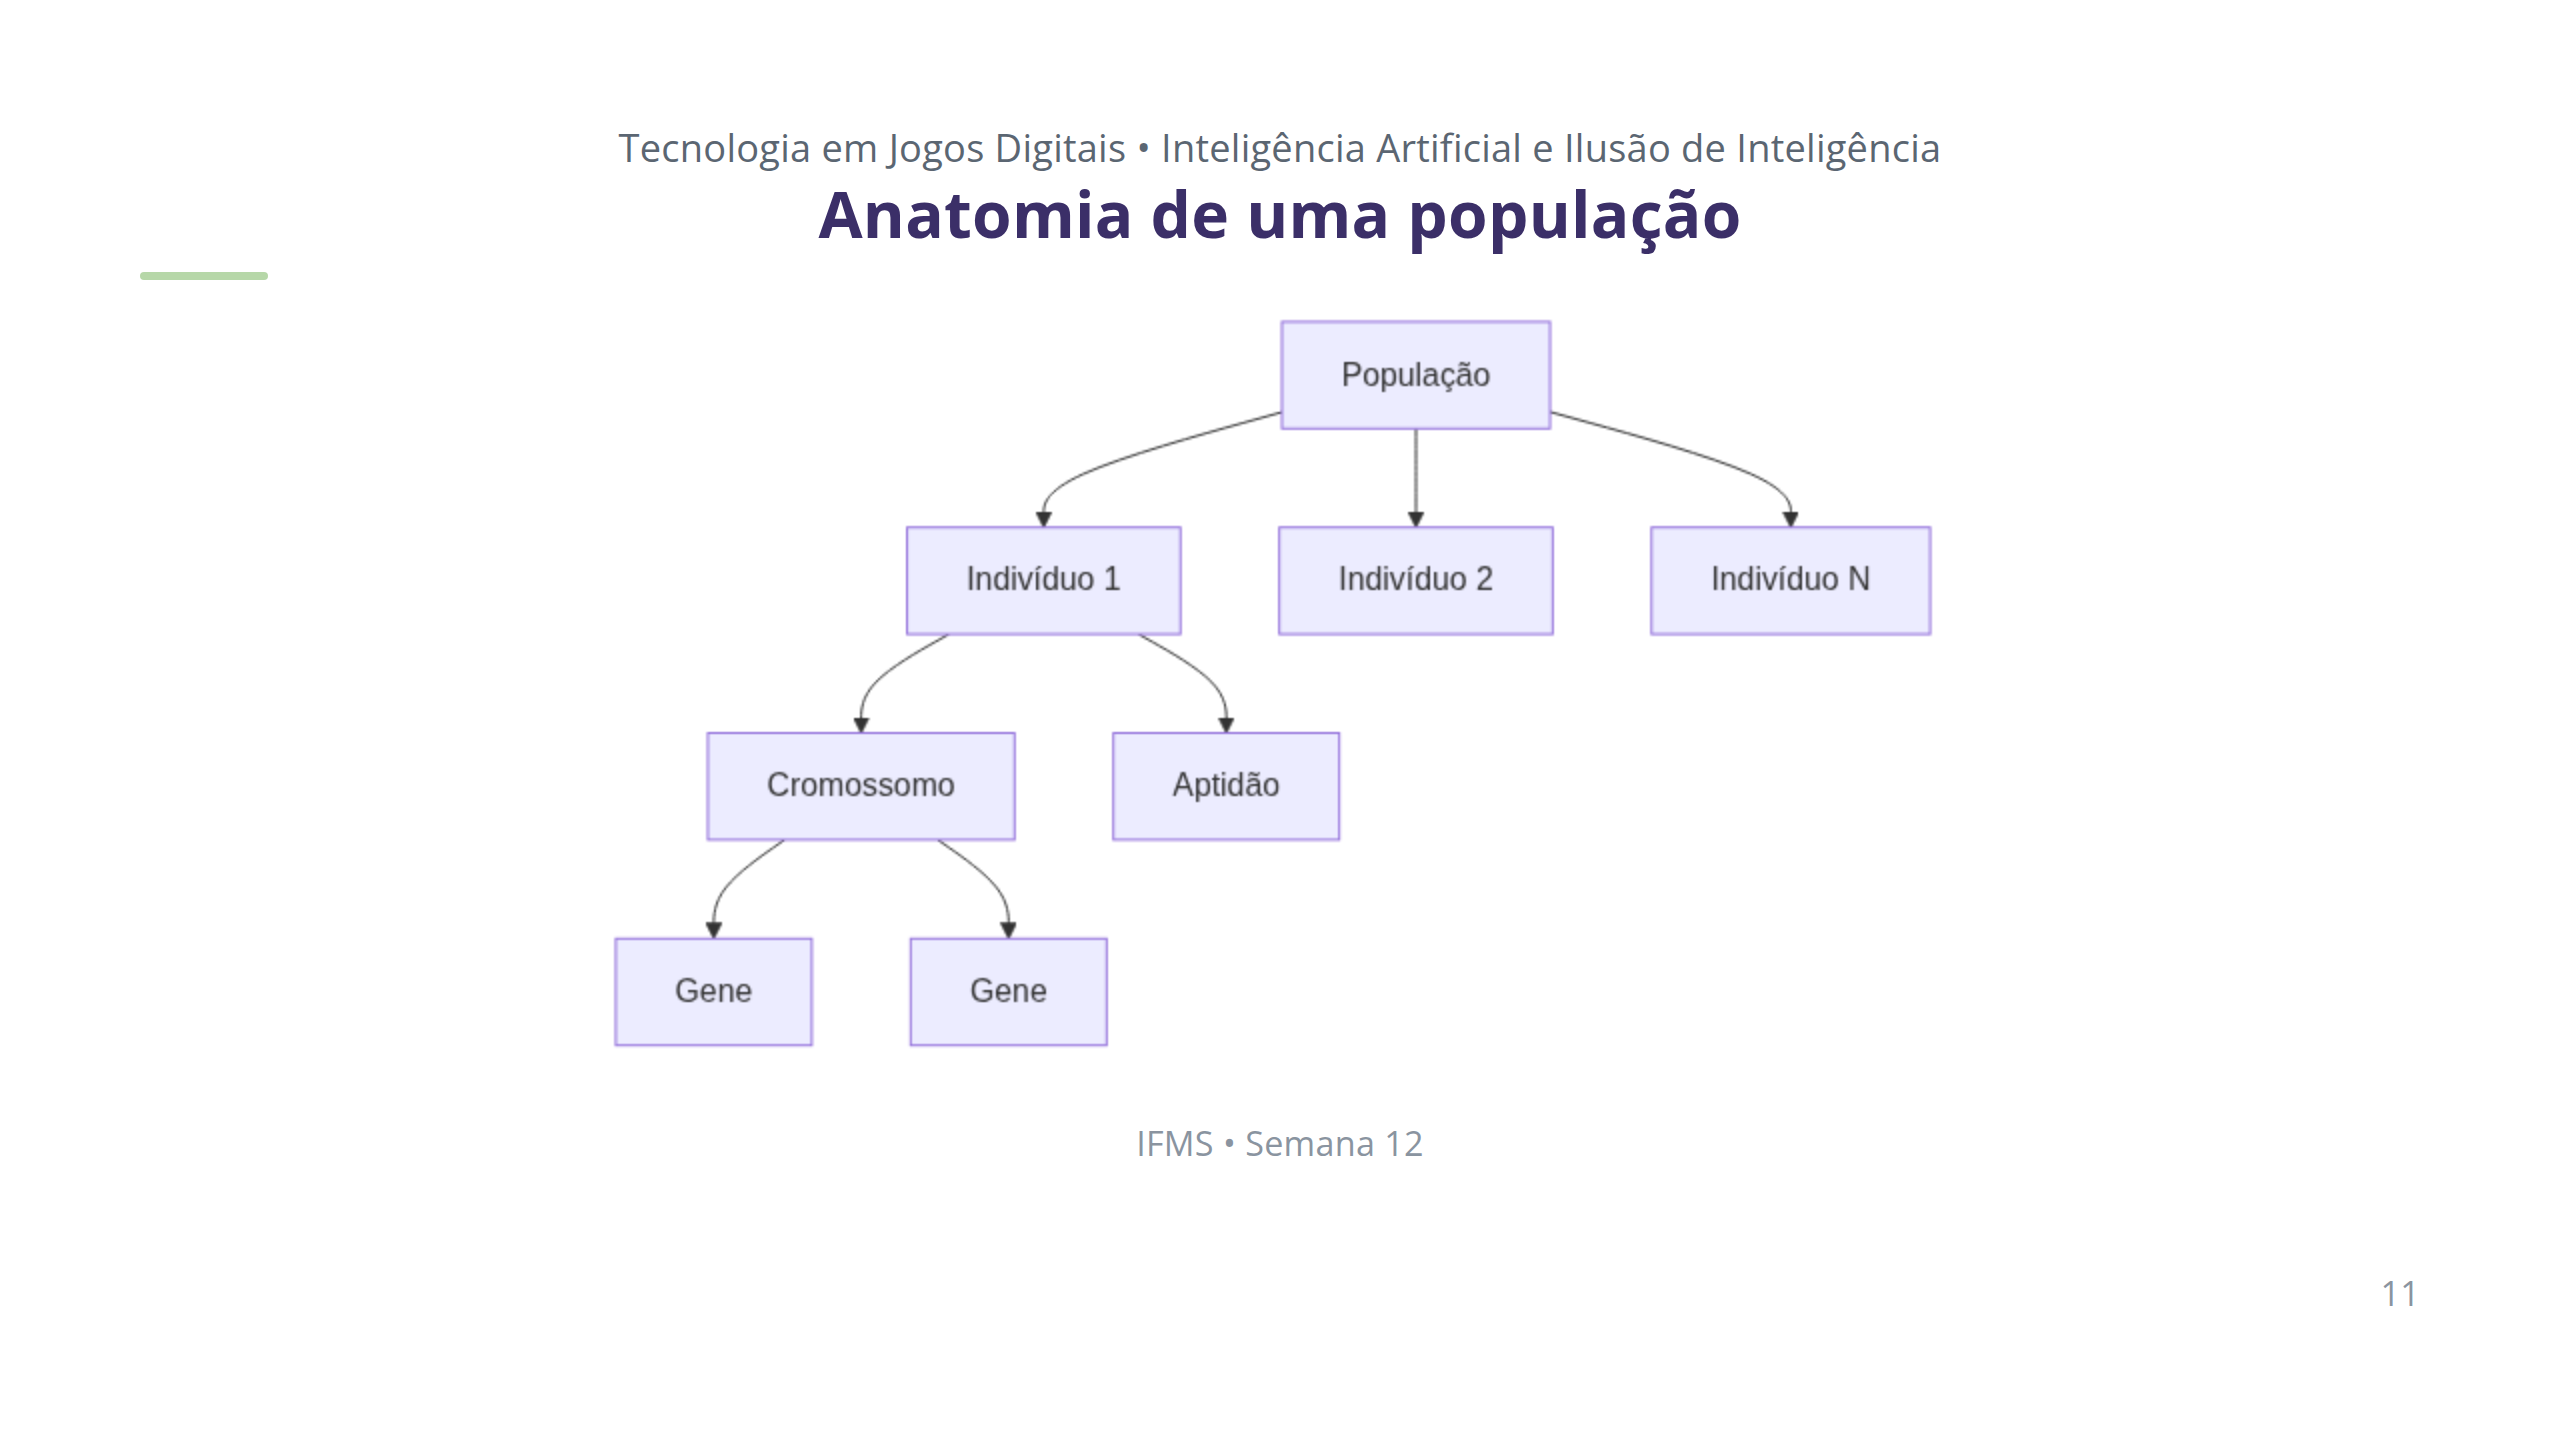 Tecnologia em Jogos Digitais • Inteligência Artificial e Ilusão de Inteligência
Anatomia de uma população
População
Indivíduo 1
Indivíduo 2
Indivíduo N
Cromossomo
Aptidão
Gene
Gene
IFMS • Semana 12
11